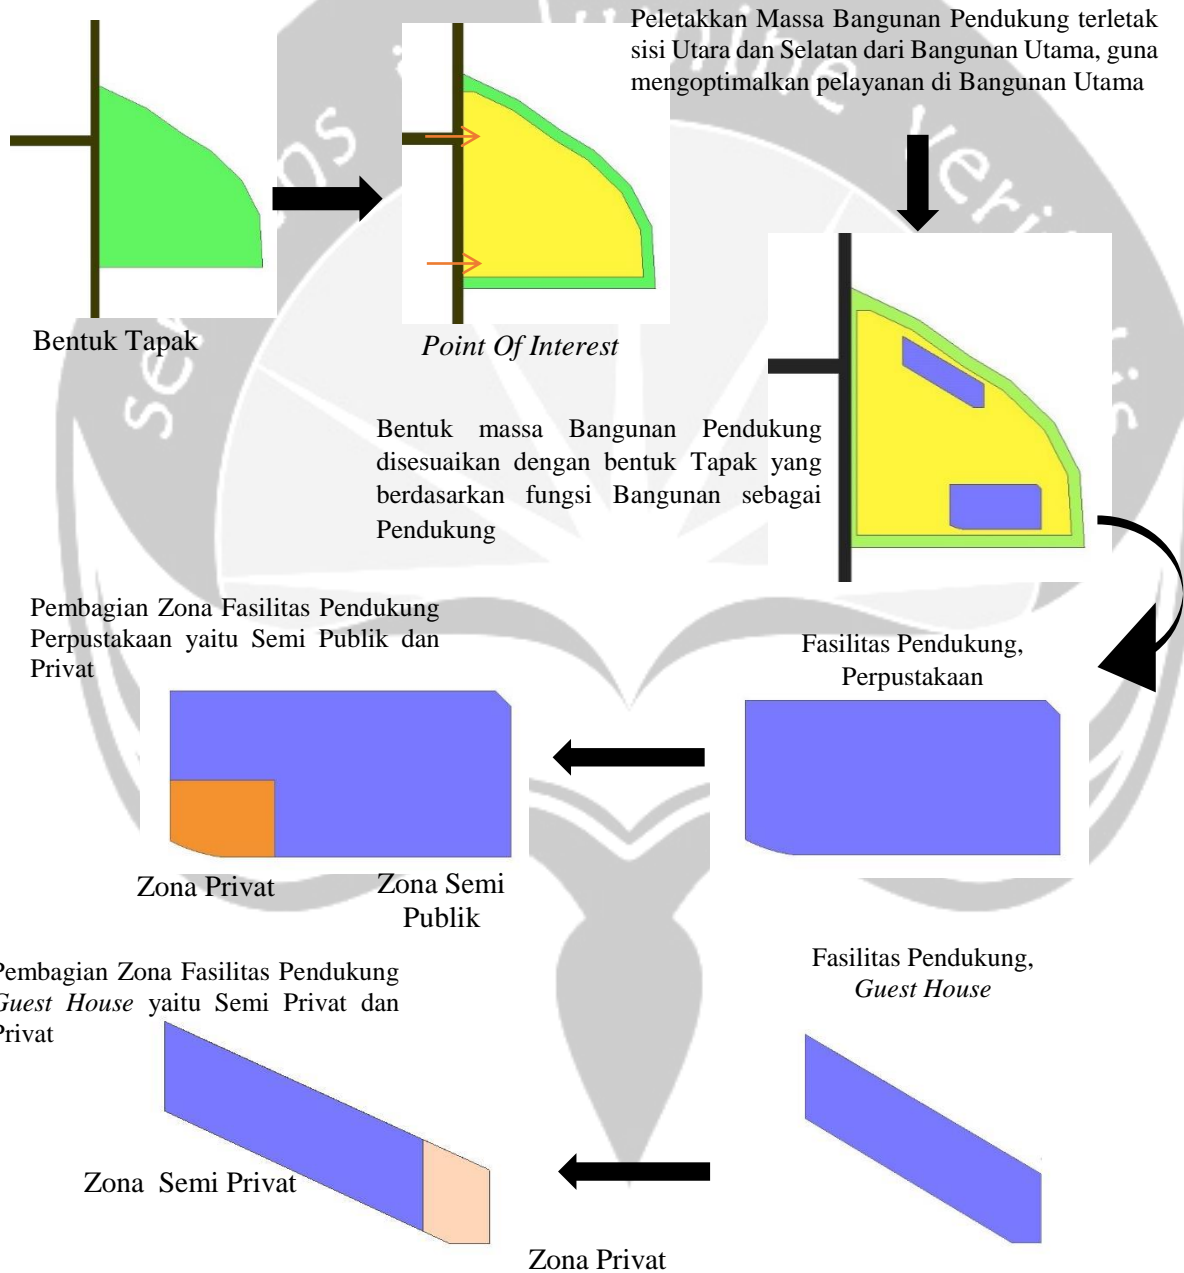 Peletakkan Massa Bangunan Pendukung terletak
sisi Utara dan Selatan dari Bangunan Utama, guna
mengoptimalkan pelayanan di Bangunan Utama
Bentuk Tapak
Point Of Interest
Bentuk massa Bangunan Pendukung
disesuaikan dengan bentuk Tapak yang
berdasarkan fungsi Bangunan sebagai
Pendukung
Pembagian Zona Fasilitas Pendukung
Perpustakaan yaitu Semi Publik dan
Privat
Fasilitas Pendukung,
Perpustakaan
Zona Privat
Zona Semi
Publik
Pembagian Zona Fasilitas Pendukung
Guest House yaitu Semi Privat dan
Privat
Fasilitas Pendukung,
Guest House
Zona Semi Privat
Zona Privat